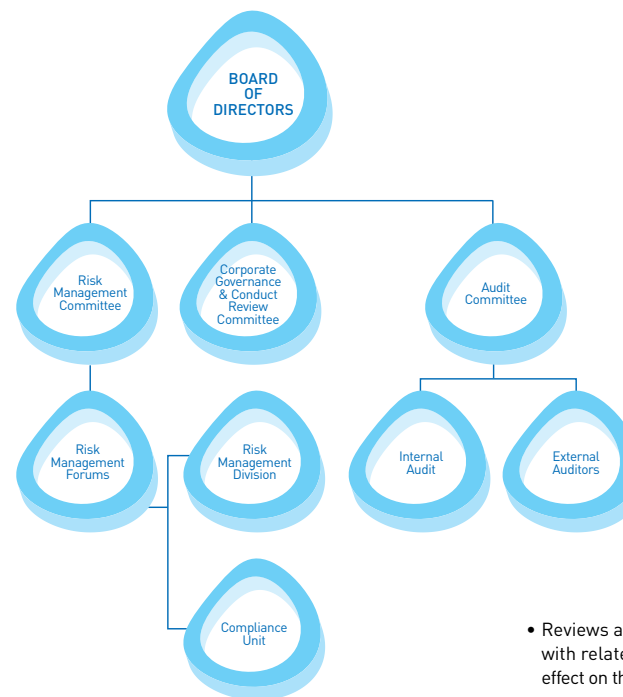 BOARD
OF
DIRECTORS
Risk
Management
Committee
Corporate
Governance
& Conduct
Review
Committee
Audit
Committee
Risk
Management
Forums
Risk
Management
Division
Internal
Audit
External
Auditors
Compliance
Unit
• Reviews a
with relate
effect on th